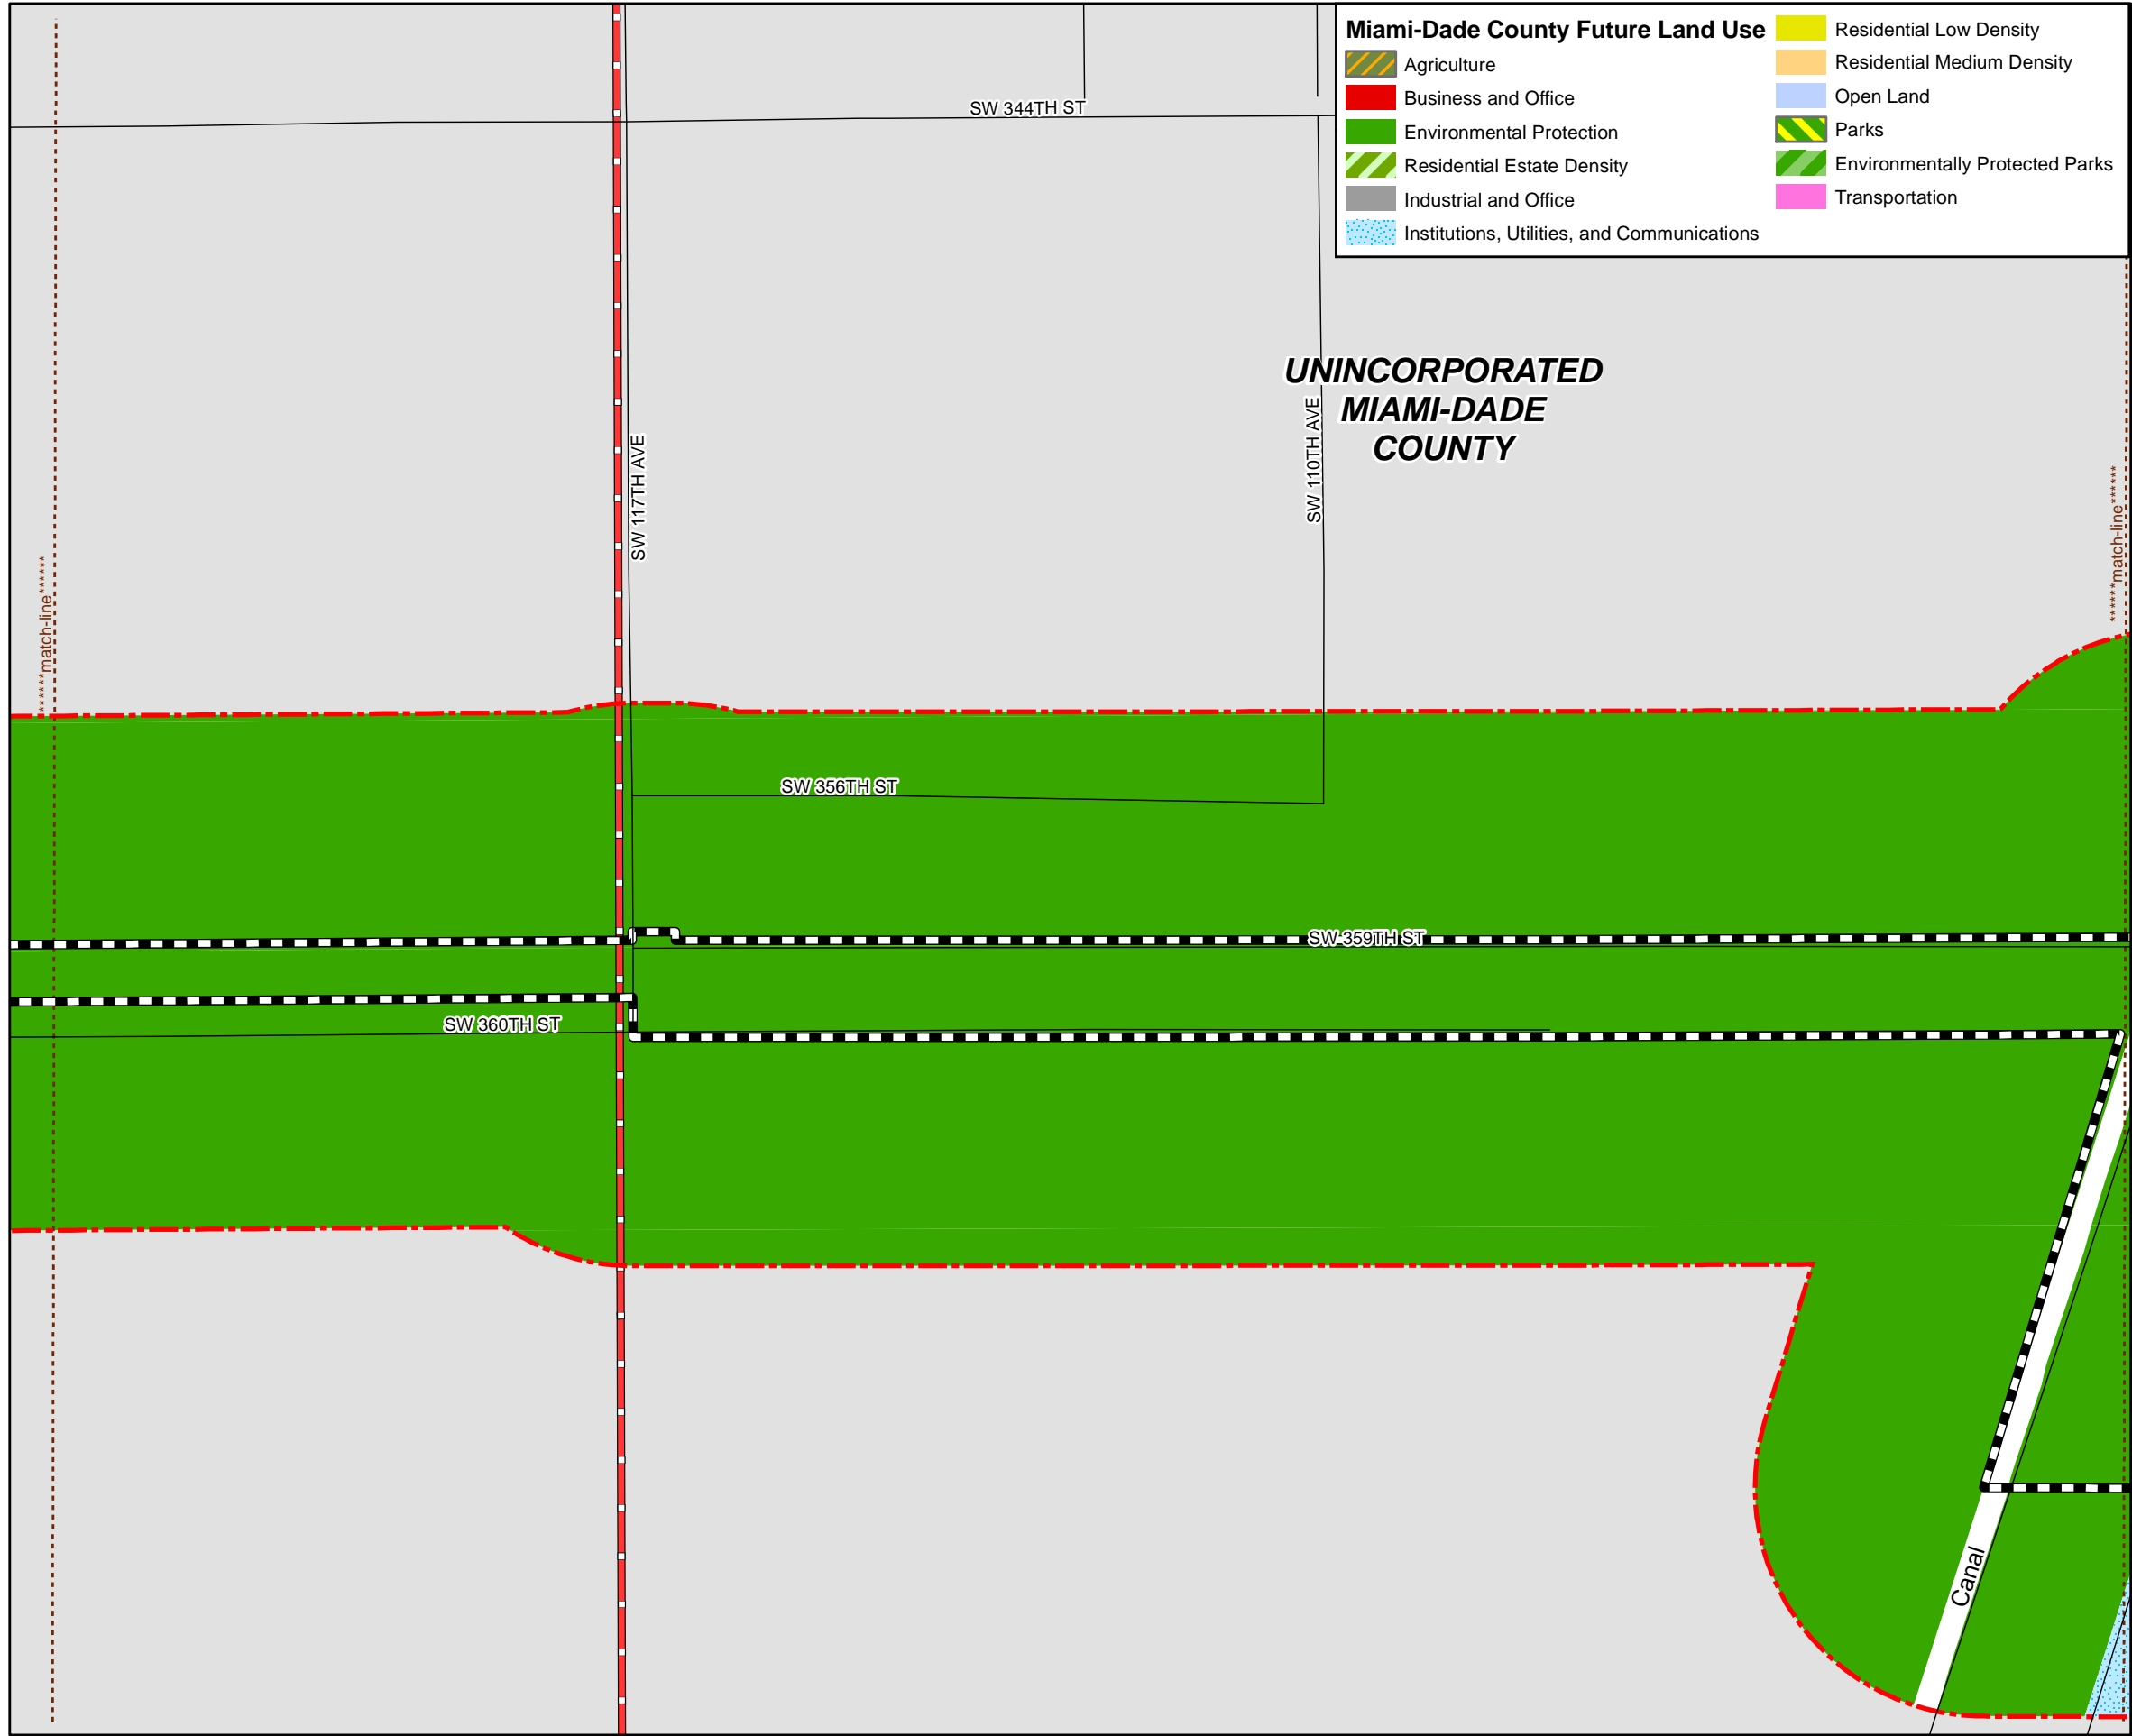 Miami-Dade County Future Land Use
Agriculture
Business and Office
Environmental Protection
Residential Estate Density
Industrial and Office
Institutions, Utilities, and Communications
Residential Low Density
Residential Medium Density
Open Land
Parks
Environmentally Protected Parks
Transportation
SW 344TH ST
UNINCORPORATED
MIAMI-DADE
COUNTY
SW 117TH AVE
SW 110TH AVE
******match-line******
******match-line******
SW 356TH ST
SW 359TH ST
SW 360TH ST
Canal